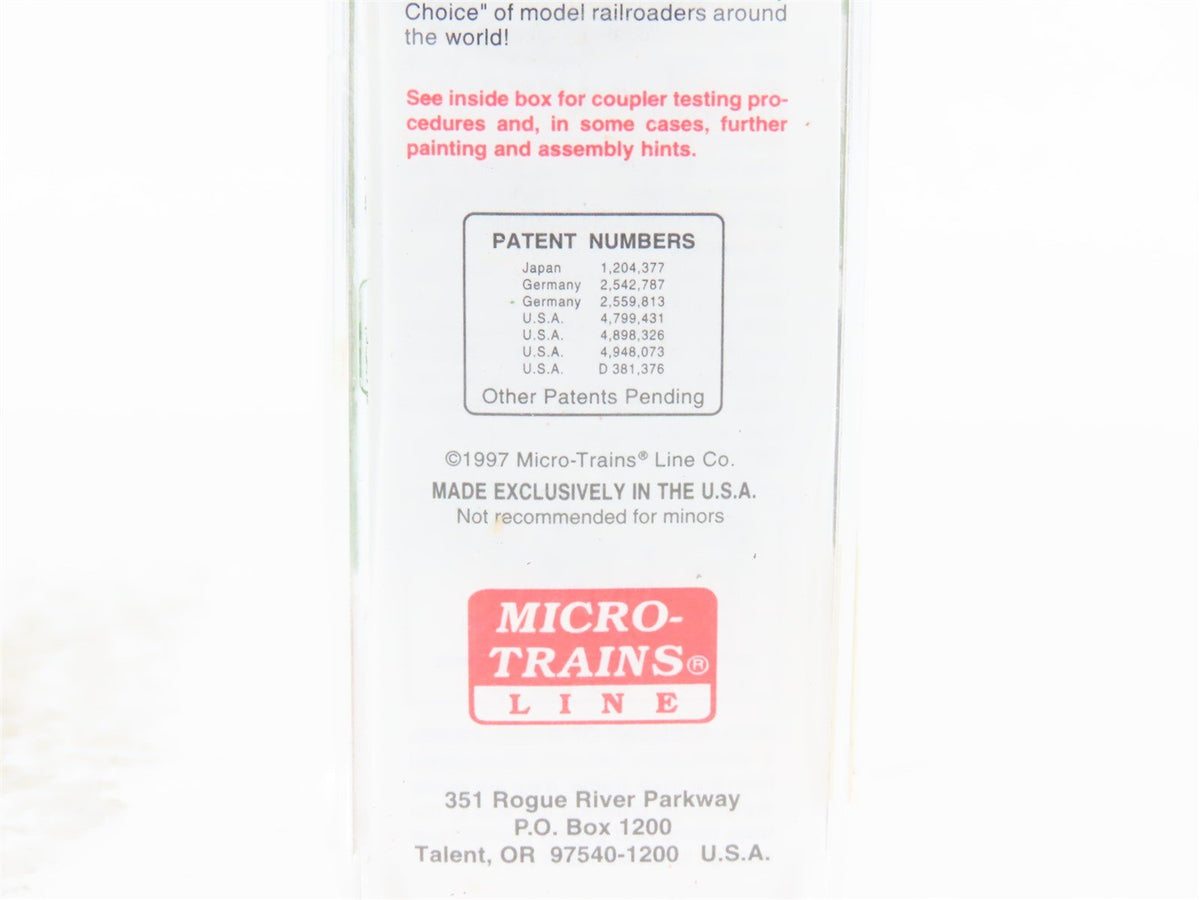 Choice" of model railroaders around
the world!
See inside box for coupler testing pro-
cedures and, in some cases, further
painting and assembly hints.
PATENT NUMBERS
Japan 1,204,377
Germany 2,542,787
Germany 2,559,813
U.S.A. 4,799,431
U.S.A. 4,898,326
U.S.A. 4,948,073
U.S.A. D 381,376
Other Patents Pending
©1997 Micro-Trains® Line Co.
MADE EXCLUSIVELY IN THE U.S.A.
Not recommended for minors
MICRO-
TRAINS®
LINE
351 Rogue River Parkway
P.O. Box 1200
Talent, OR 97540-1200 U.S.A.